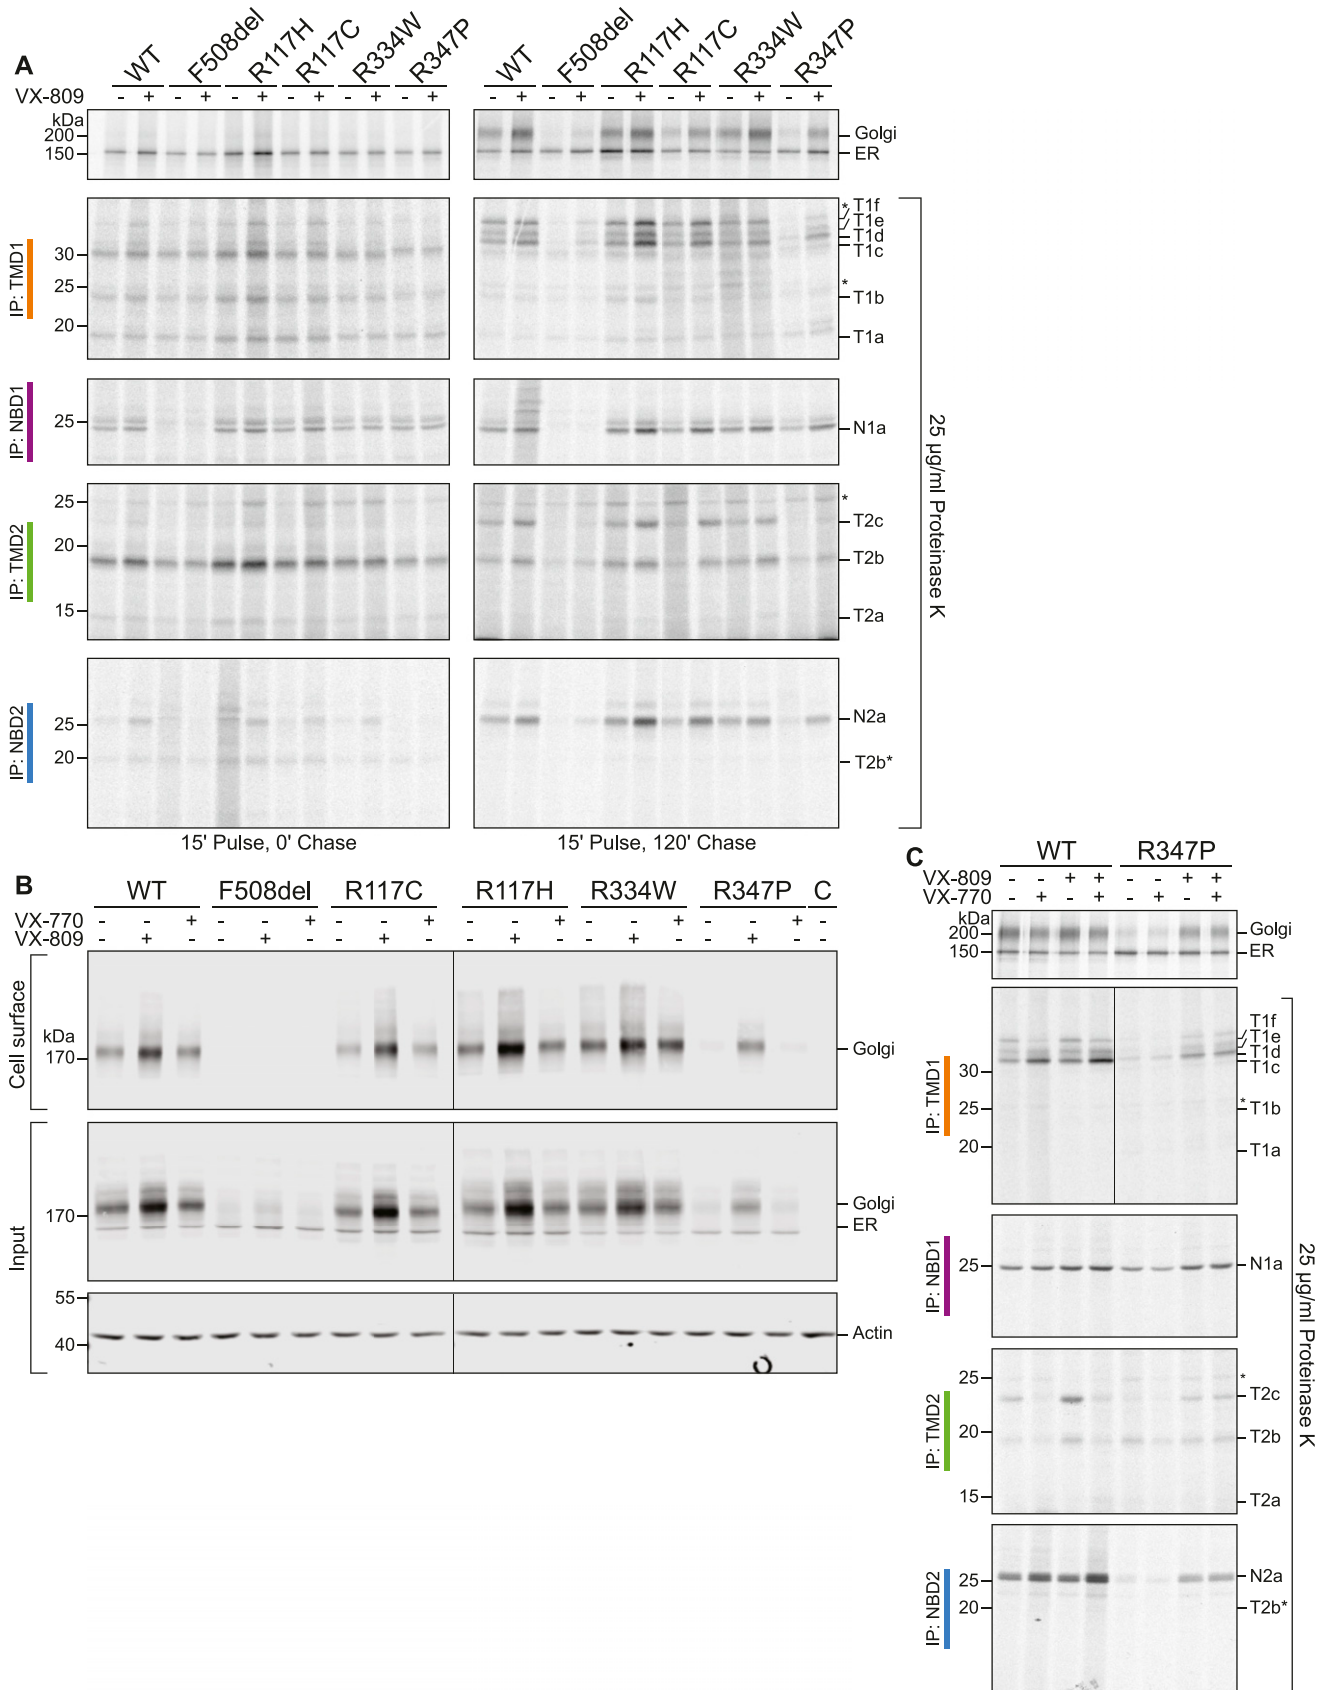 A
WT F508del R117H R117C R334W R347P WT F508del R117H R117C R334W R347P
VX-809 - + - + - + - + - + - + - + - + - + - + - + - +
kDa
200
150
Golgi
ER
IP: TMD1
30
25
20
* T1f
T1e
T1d
T1c
*
T1b
T1a
IP: NBD1
25
N1a
IP: TMD2
25
20
15
*
T2c
T2b
T2a
IP: NBD2
25
20
N2a
T2b*
25 µg/ml Proteinase K
15' Pulse, 0' Chase
15' Pulse, 120' Chase
B
WT F508del R117C R117H R334W R347P C
VX-770 - - + - - + - - + - - + - - + - - + -
VX-809 - + - - + - - + - - + - - + - - + - -
Cell surface
kDa
170
Golgi
Input
170
Golgi
ER
55
40
Actin
C
WT R347P
VX-809 - - + + - - + +
VX-770 - + - + - + - +
kDa
200
150
Golgi
ER
IP: TMD1
30
25
20
T1f
T1e
T1d
T1c
*
T1b
T1a
IP: NBD1
25
N1a
IP: TMD2
25
20
15
*
T2c
T2b
T2a
IP: NBD2
25
20
N2a
T2b*
25 µg/ml Proteinase K